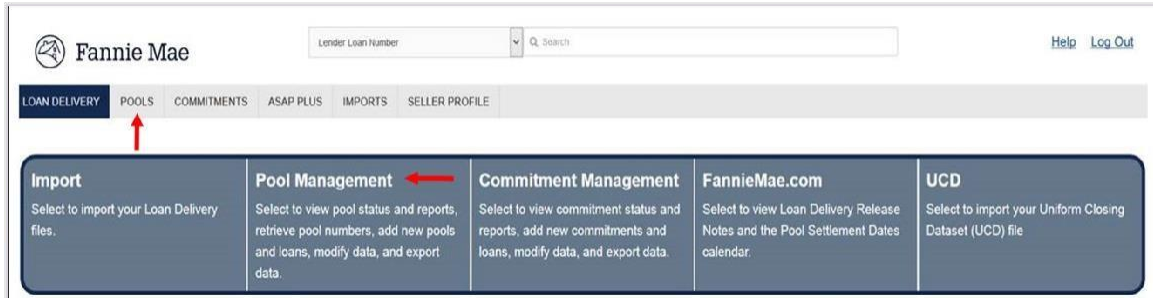 Fannie Mae
Lender Loan Number
Search
Help Log Out
LOAN DELIVERY POOLS COMMITMENTS ASAP PLUS IMPORTS SELLER PROFILE
Import
Select to import your Loan Delivery
files.
Pool Management
Select to view pool status and reports,
retrieve pool numbers, add new pools
and loans, modify data, and export
data.
Commitment Management
Select to view commitment status and
reports, add new commitments and
loans, modify data, and export data.
FannieMae.com
Select to view Loan Delivery Release
Notes and the Pool Settlement Dates
calendar.
UCD
Select to import your Uniform Closing
Dataset (UCD) file